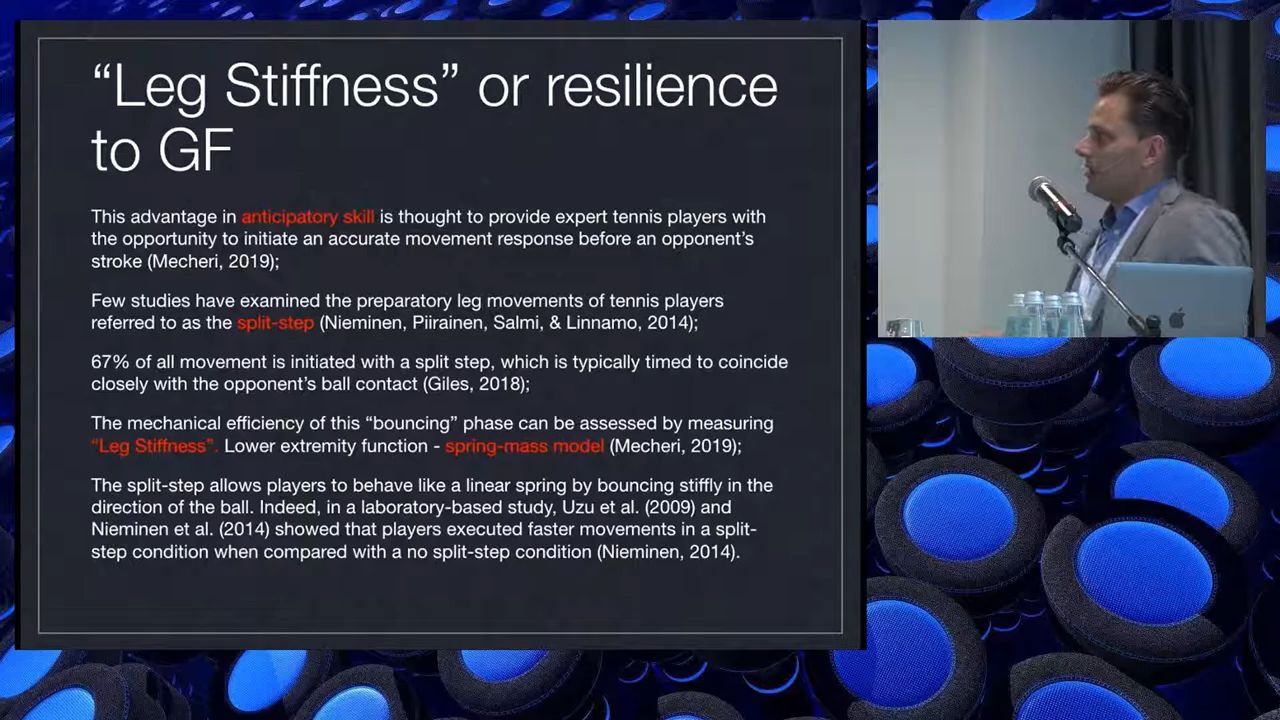 “Leg Stiffness” or resilience
to GF
This advantage in anticipatory skill is thought to provide expert tennis players with
the opportunity to initiate an accurate movement response before an opponent’s
stroke (Mecheri, 2019);
Few studies have examined the preparatory leg movements of tennis players
referred to as the split-step (Nieminen, Piirainen, Salmi, & Linnamo, 2014);
67% of all movement is initiated with a split step, which is typically timed to coincide
closely with the opponent’s ball contact (Giles, 2018);
The mechanical efficiency of this “bouncing” phase can be assessed by measuring
“Leg Stiffness”. Lower extremity function - spring-mass model (Mecheri, 2019);
The split-step allows players to behave like a linear spring by bouncing stiffly in the
direction of the ball. Indeed, in a laboratory-based study, Uzu et al. (2009) and
Nieminen et al. (2014) showed that players executed faster movements in a split-
step condition when compared with a no split-step condition (Nieminen, 2014).